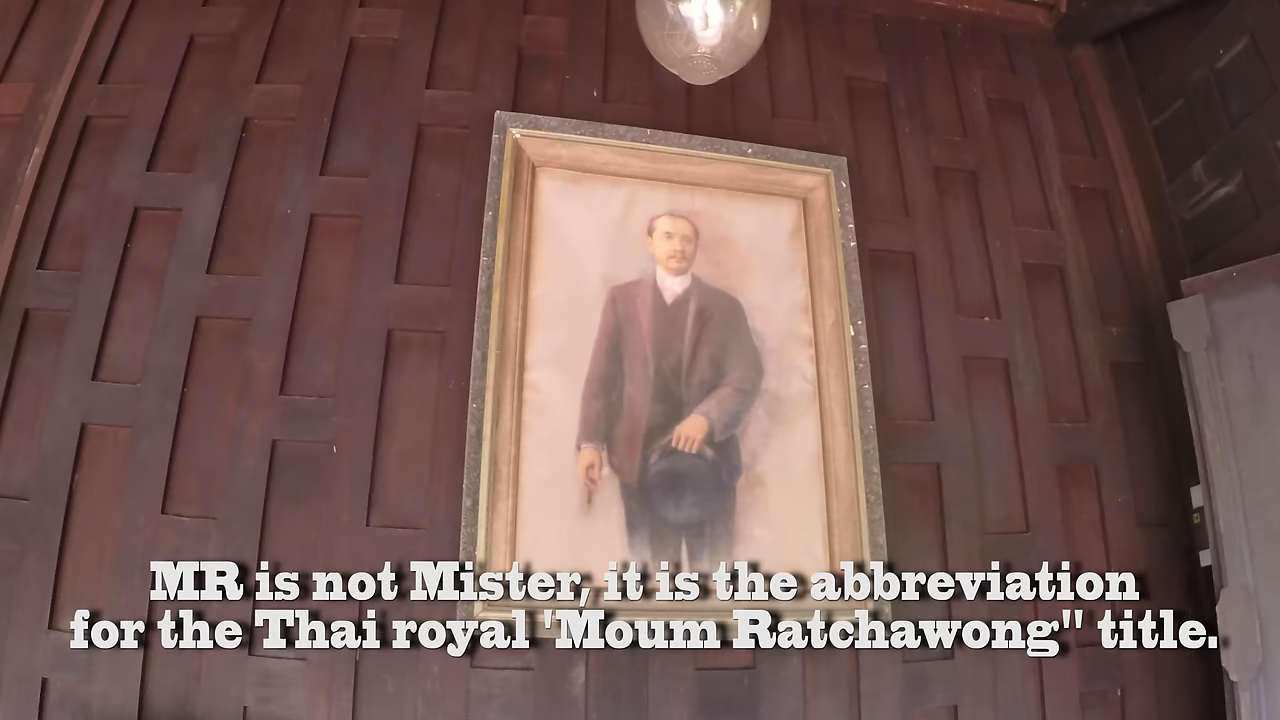 MR is not Mister, it is the abbreviation
for the Thai royal 'Moum Ratchawong" title.